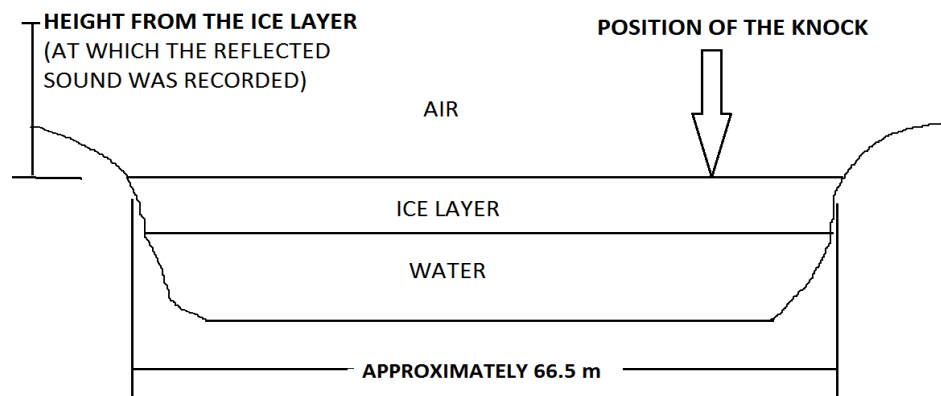 HEIGHT FROM THE ICE LAYER
(AT WHICH THE REFLECTED
SOUND WAS RECORDED)
POSITION OF THE KNOCK
AIR
ICE LAYER
WATER
APPROXIMATELY 66.5 m